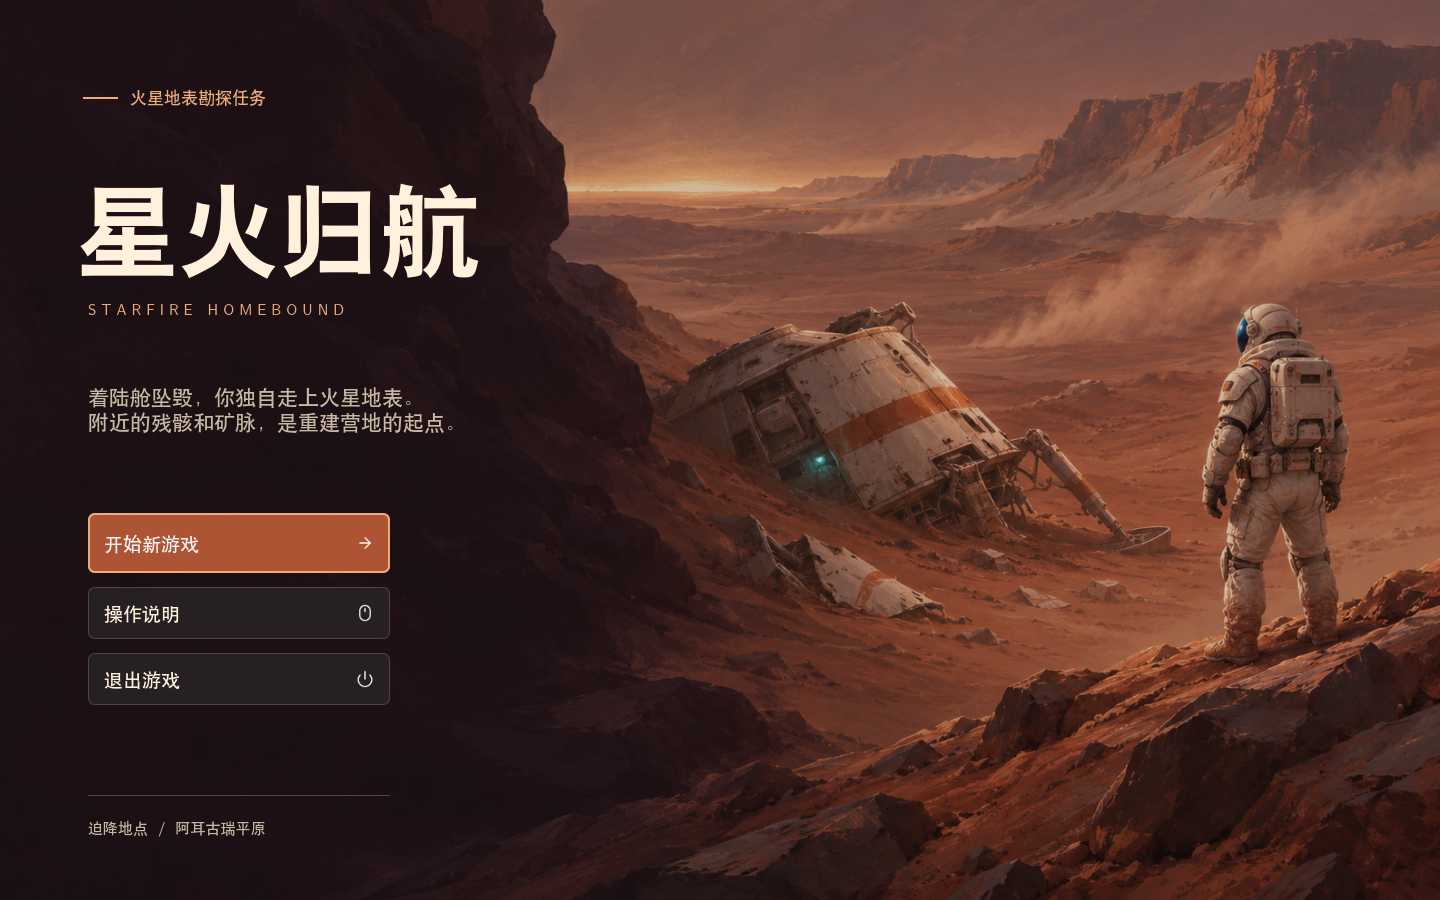 火星地表勘探任务
星火归航
STARFIRE HOMEBOUND
着陆舱坠毁，你独自走上火星地表。
附近的残骸和矿脉，是重建营地的起点。
开始新游戏
操作说明
退出游戏
迫降地点 / 阿耳古瑞平原